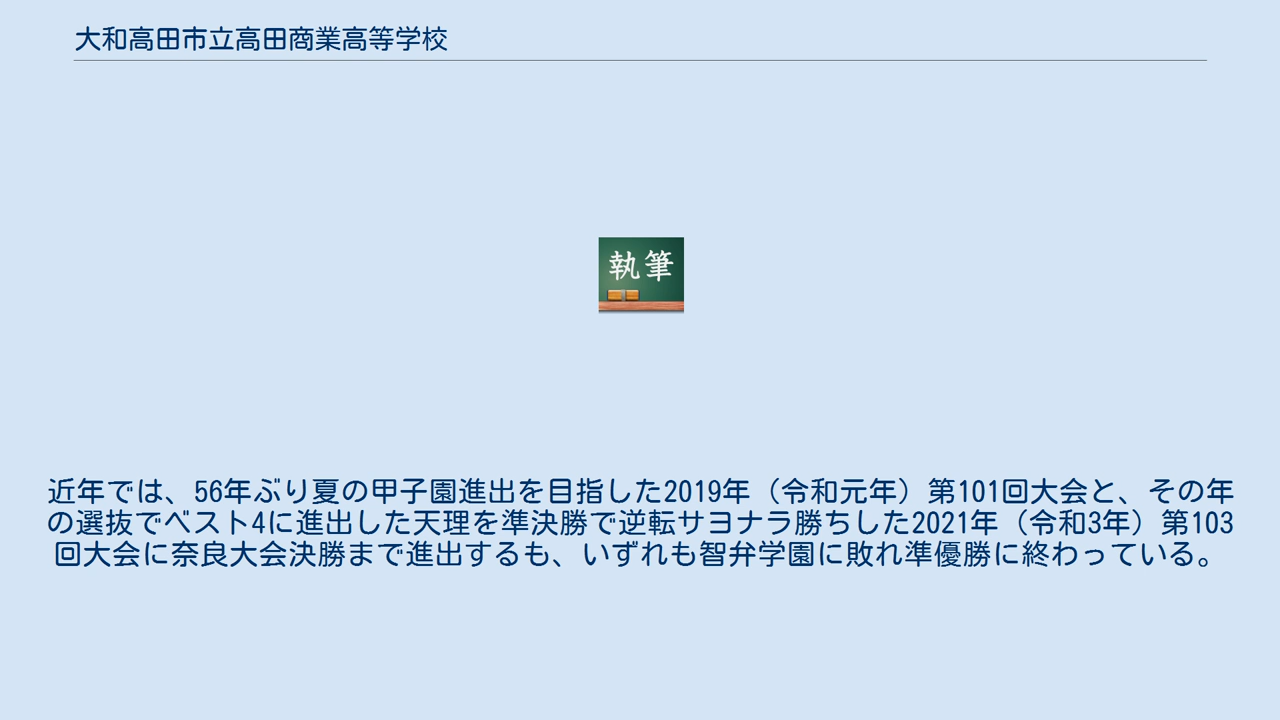 大和高田市立高田商業高等学校
執筆
近年では、56年ぶり夏の甲子園進出を目指した2019年（令和元年）第101回大会と、その年
の選抜でベスト4に進出した天理を準決勝で逆転サヨナラ勝ちした2021年（令和3年）第103
回大会に奈良大会決勝まで進出するも、いずれも智弁学園に敗れ準優勝に終わっている。